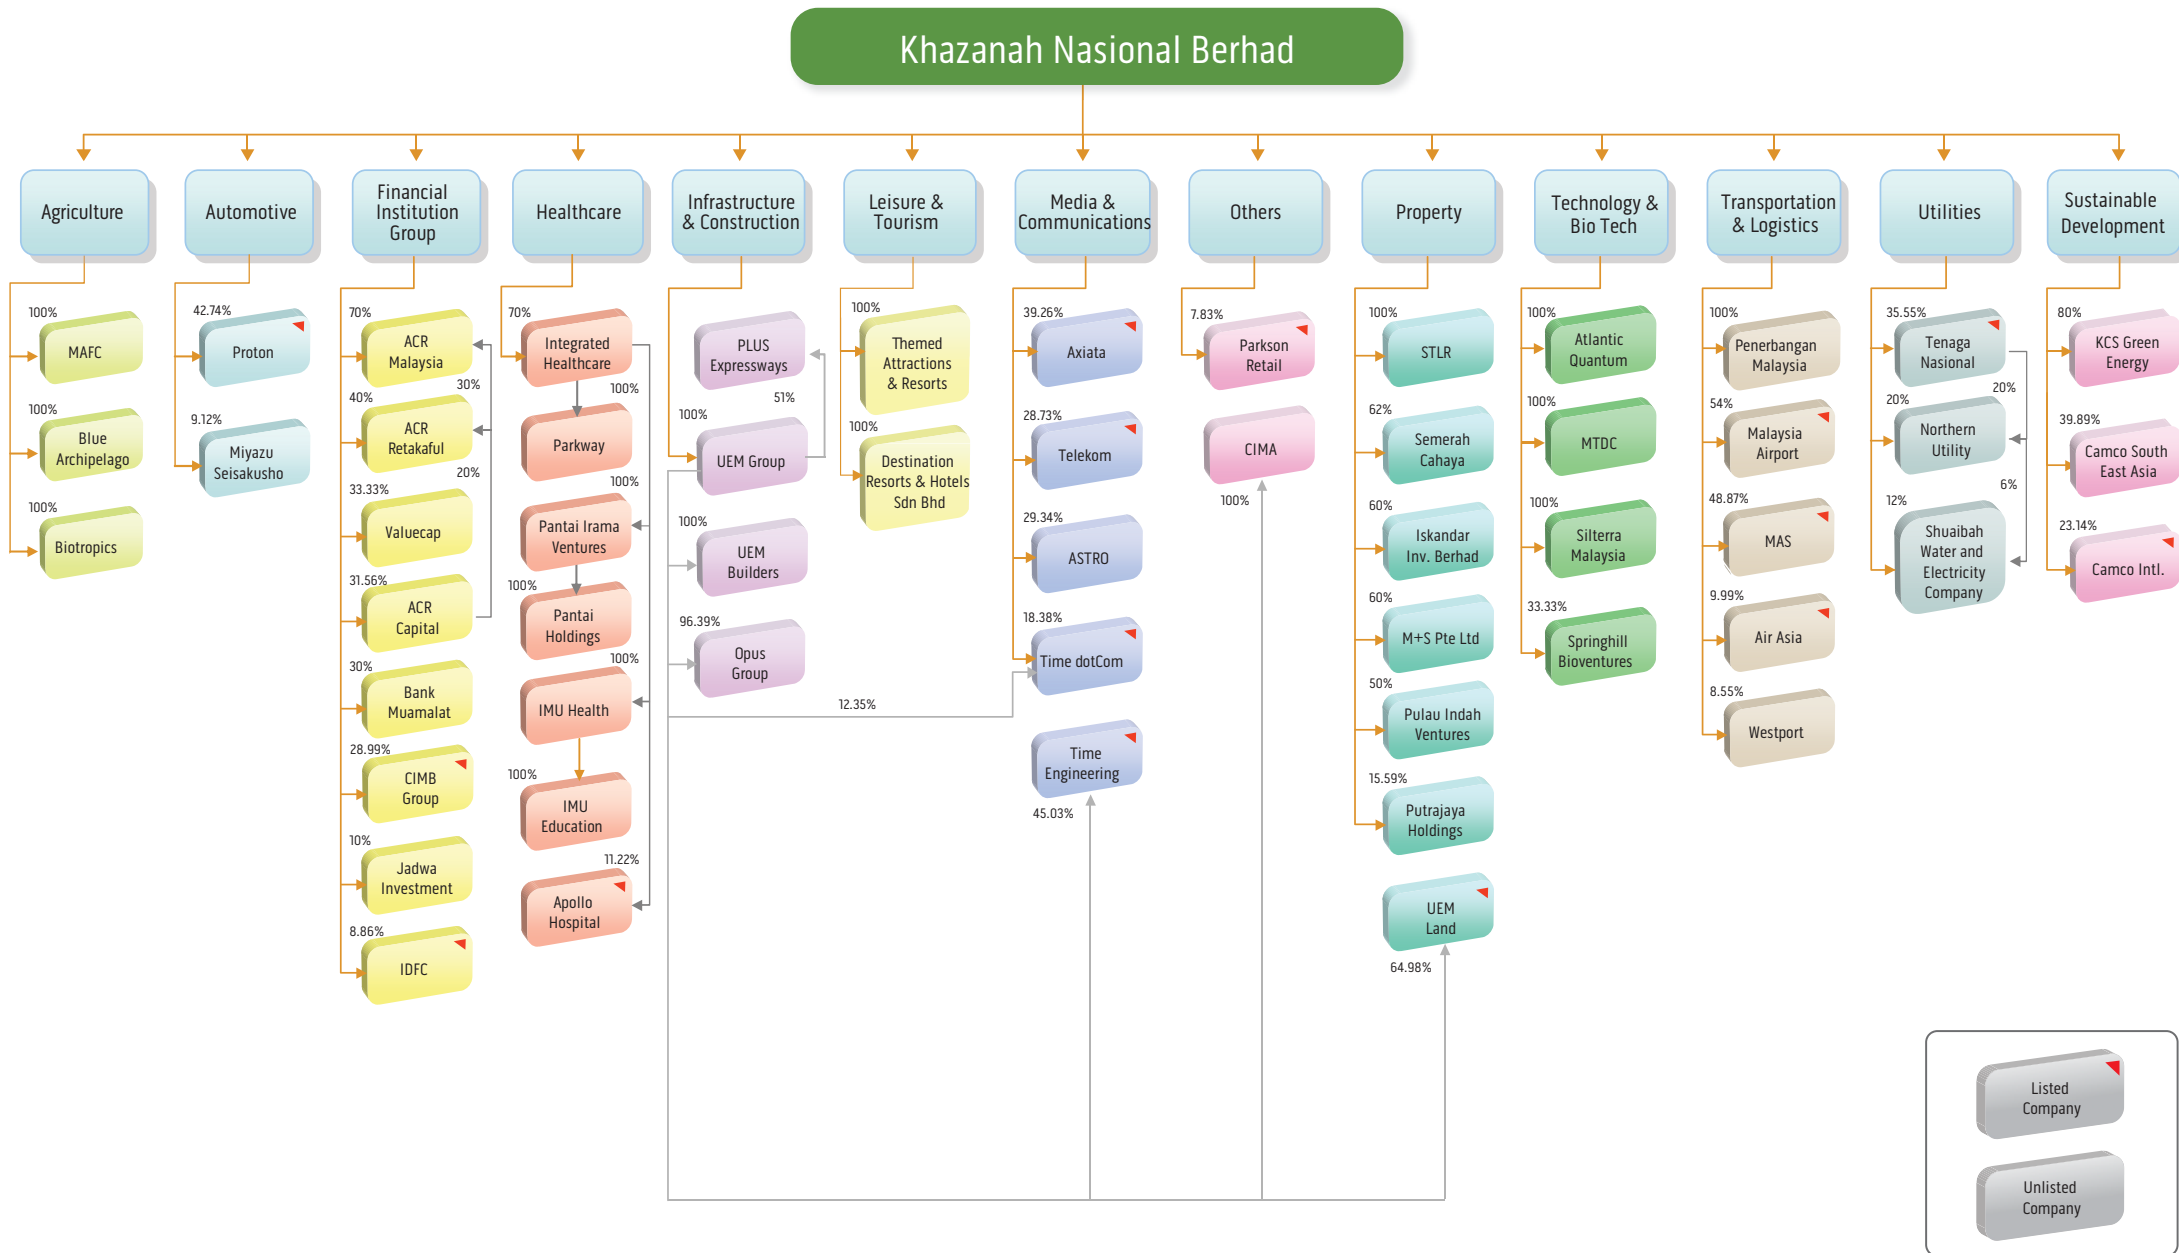 Khazanah Nasional Berhad
Agriculture
100%
MAFC
100%
Blue
Archipelago
100%
Biotropics
Automotive
42.74%
Proton
9.12%
Miyazu
Seisakusho
Financial
Institution
Group
70%
ACR
Malaysia
30%
40%
ACR
Retakaful
20%
33.33%
Valuecap
31.56%
ACR
Capital
30%
Bank
Muamalat
28.99%
CIMB
Group
10%
Jadwa
Investment
8.86%
IDFC
Healthcare
70%
Integrated
Healthcare
100%
Parkway
100%
Pantai Irama
Ventures
100%
Pantai
Holdings
100%
IMU Health
100%
IMU
Education
11.22%
Apollo
Hospital
Infrastructure
& Construction
PLUS
Expressways
51%
100%
UEM Group
100%
UEM
Builders
96.39%
Opus
Group
12.35%
Leisure &
Tourism
100%
Themed
Attractions
& Resorts
100%
Destination
Resorts & Hotels
Sdn Bhd
Media &
Communications
39.26%
Axiata
28.73%
Telekom
29.34%
ASTRO
18.38%
Time dotCom
Time
Engineering
45.03%
Others
7.83%
Parkson
Retail
CIMA
100%
Property
100%
STLR
62%
Semerah
Cahaya
60%
Iskandar
Inv. Berhad
60%
M+S Pte Ltd
50%
Pulau Indah
Ventures
15.59%
Putrajaya
Holdings
UEM
Land
64.98%
Technology &
Bio Tech
100%
Atlantic
Quantum
100%
MTDC
100%
Silterra
Malaysia
33.33%
Springhill
Bioventures
Transportation
& Logistics
100%
Penerbangan
Malaysia
54%
Malaysia
Airport
48.87%
MAS
9.99%
Air Asia
8.55%
Westport
Utilities
35.55%
Tenaga
Nasional
20%
20%
Northern
Utility
6%
12%
Shuaibah
Water and
Electricity
Company
Sustainable
Development
80%
KCS Green
Energy
39.89%
Camco South
East Asia
23.14%
Camco Intl.
Listed
Company
Unlisted
Company